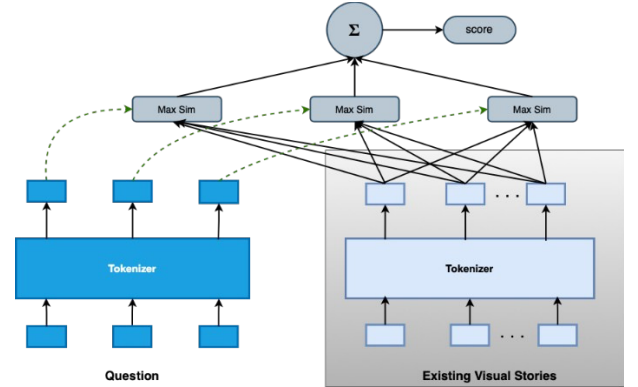 Σ
score
Max Sim
Max Sim
Max Sim
. . .
Tokenizer
Tokenizer
. . .
Question
Existing Visual Stories